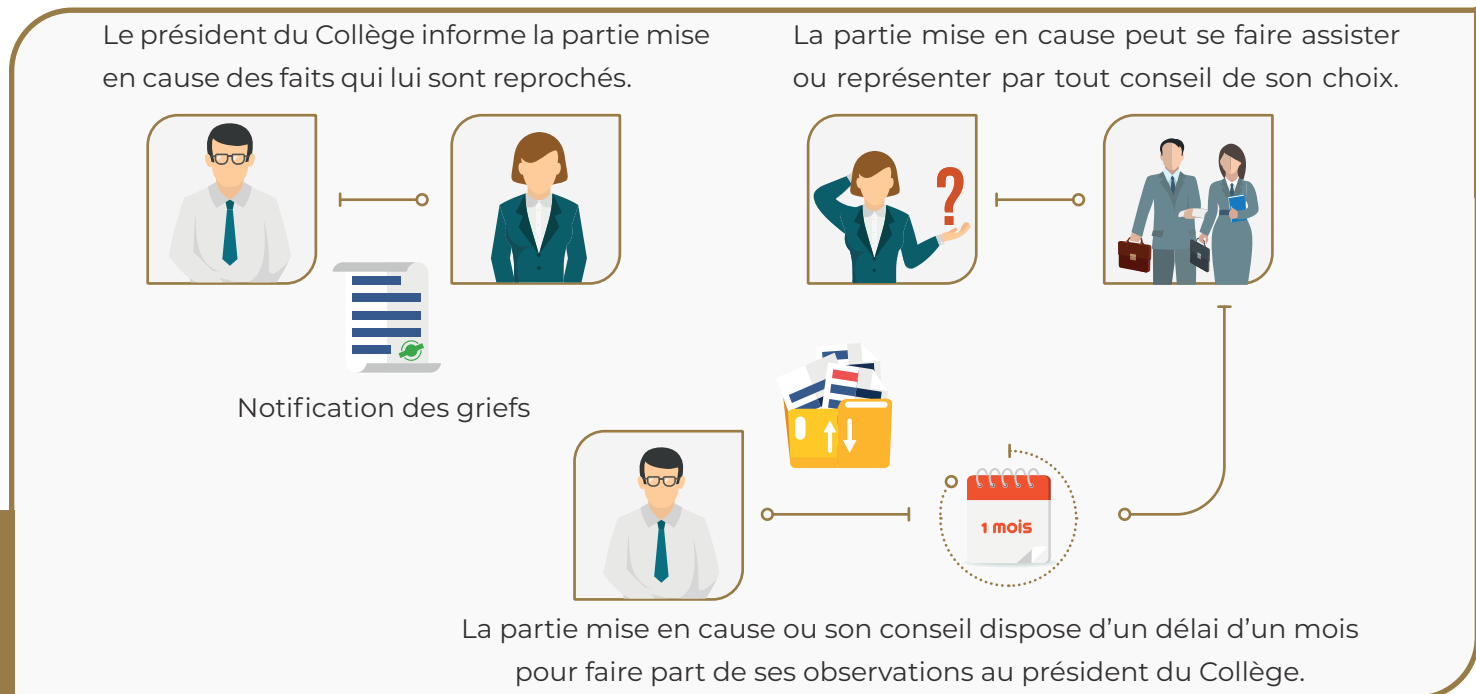 Le président du Collège informe la partie mise
en cause des faits qui lui sont reprochés.
La partie mise en cause peut se faire assister
ou représenter par tout conseil de son choix.
?
Notification des griefs
1 mois
La partie mise en cause ou son conseil dispose d’un délai d’un mois
pour faire part de ses observations au président du Collège.